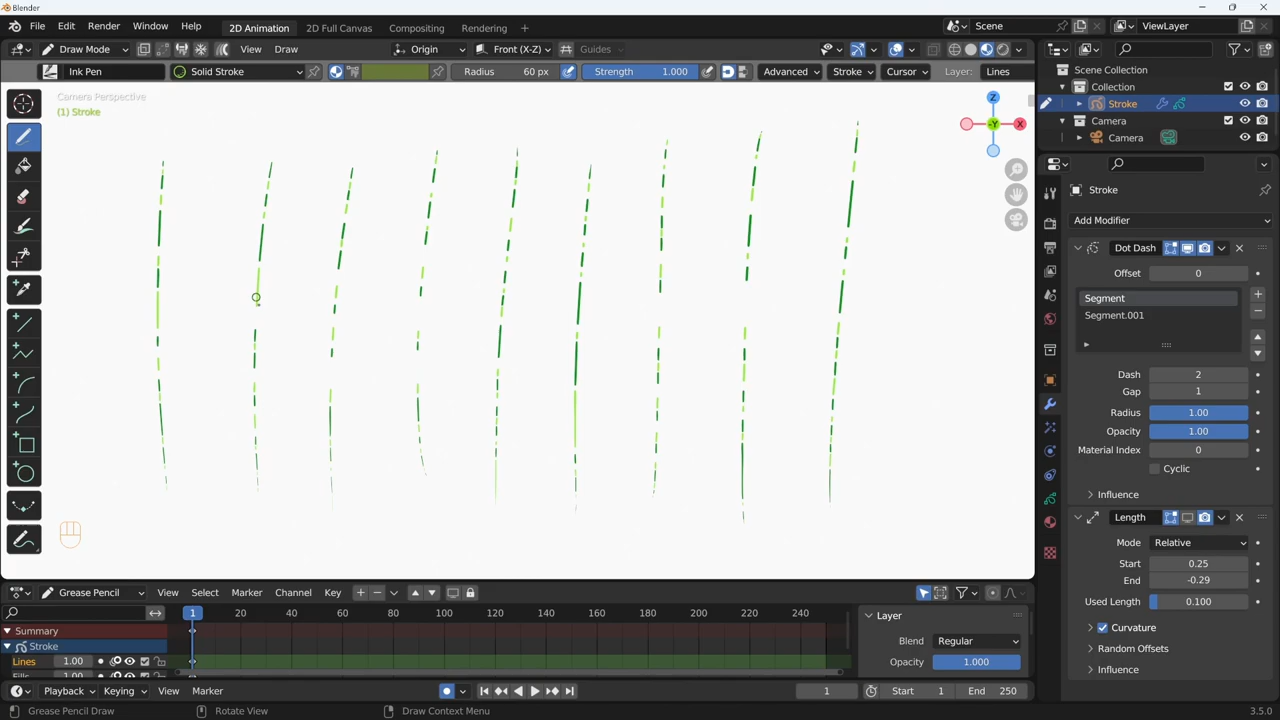 Blender
File Edit Render Window Help 2D Animation 2D Full Canvas Compositing Rendering + Scene ViewLayer
Draw Mode View Draw Origin Front (X-Z) Guides
Ink Pen Solid Stroke Radius 60 px Strength 1.000 Advanced Stroke Cursor Layer: Lines
Camera Perspective
(1) Stroke
Z
-Y X
Scene Collection
Collection
Stroke
Camera
Camera
Stroke
Add Modifier
Dot Dash
Offset 0
Segment
Segment.001
Dash 2
Gap 1
Radius 1.00
Opacity 1.00
Material Index 0
Cyclic
Influence
Length
Mode Relative
Start 0.25
End -0.29
Used Length 0.100
Curvature
Random Offsets
Influence
Grease Pencil View Select Marker Channel Key
1 20 40 60 80 100 120 140 160 180 200 220 240
Summary
Stroke
Lines 1.00
Fills 1.00
Layer
Blend Regular
Opacity 1.000
Playback Keying View Marker 1 Start 1 End 250
Grease Pencil Draw Rotate View Draw Context Menu 3.5.0